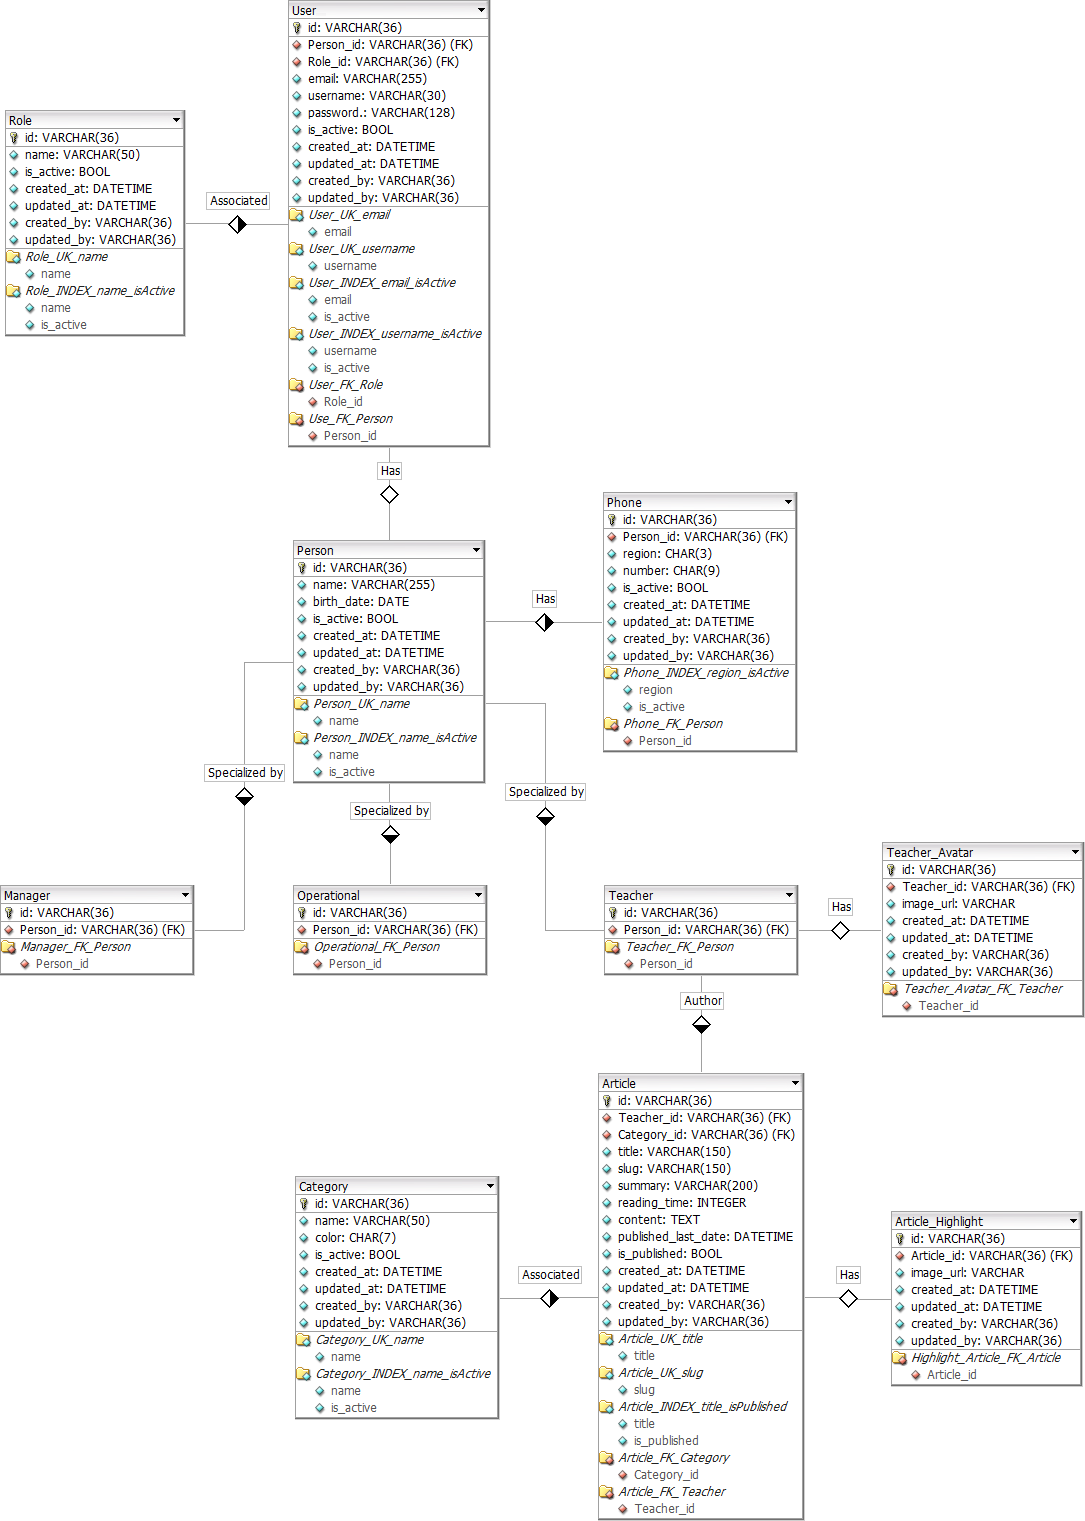 User
id: VARCHAR(36)
Person_id: VARCHAR(36) (FK)
Role_id: VARCHAR(36) (FK)
email: VARCHAR(255)
username: VARCHAR(30)
password.: VARCHAR(128)
is_active: BOOL
created_at: DATETIME
updated_at: DATETIME
created_by: VARCHAR(36)
updated_by: VARCHAR(36)
User_UK_email
email
User_UK_username
username
User_INDEX_email_isActive
email
is_active
User_INDEX_username_isActive
username
is_active
User_FK_Role
Role_id
Use_FK_Person
Person_id
Role
id: VARCHAR(36)
name: VARCHAR(50)
is_active: BOOL
created_at: DATETIME
updated_at: DATETIME
created_by: VARCHAR(36)
updated_by: VARCHAR(36)
Role_UK_name
name
Role_INDEX_name_isActive
name
is_active
Associated
Has
Person
id: VARCHAR(36)
name: VARCHAR(255)
birth_date: DATE
is_active: BOOL
created_at: DATETIME
updated_at: DATETIME
created_by: VARCHAR(36)
updated_by: VARCHAR(36)
Person_UK_name
name
Person_INDEX_name_isActive
name
is_active
Has
Phone
id: VARCHAR(36)
Person_id: VARCHAR(36) (FK)
region: CHAR(3)
number: CHAR(9)
is_active: BOOL
created_at: DATETIME
updated_at: DATETIME
created_by: VARCHAR(36)
updated_by: VARCHAR(36)
Phone_INDEX_region_isActive
region
is_active
Phone_FK_Person
Person_id
Specialized by
Specialized by
Specialized by
Manager
id: VARCHAR(36)
Person_id: VARCHAR(36) (FK)
Manager_FK_Person
Person_id
Operational
id: VARCHAR(36)
Person_id: VARCHAR(36) (FK)
Operational_FK_Person
Person_id
Teacher
id: VARCHAR(36)
Person_id: VARCHAR(36) (FK)
Teacher_FK_Person
Person_id
Has
Teacher_Avatar
id: VARCHAR(36)
Teacher_id: VARCHAR(36) (FK)
image_url: VARCHAR
created_at: DATETIME
updated_at: DATETIME
created_by: VARCHAR(36)
updated_by: VARCHAR(36)
Teacher_Avatar_FK_Teacher
Teacher_id
Author
Article
id: VARCHAR(36)
Teacher_id: VARCHAR(36) (FK)
Category_id: VARCHAR(36) (FK)
title: VARCHAR(150)
slug: VARCHAR(150)
summary: VARCHAR(200)
reading_time: INTEGER
content: TEXT
published_last_date: DATETIME
is_published: BOOL
created_at: DATETIME
updated_at: DATETIME
created_by: VARCHAR(36)
updated_by: VARCHAR(36)
Article_UK_title
title
Article_UK_slug
slug
Article_INDEX_title_isPublished
title
is_published
Article_FK_Category
Category_id
Article_FK_Teacher
Teacher_id
Category
id: VARCHAR(36)
name: VARCHAR(50)
color: CHAR(7)
is_active: BOOL
created_at: DATETIME
updated_at: DATETIME
created_by: VARCHAR(36)
updated_by: VARCHAR(36)
Category_UK_name
name
Category_INDEX_name_isActive
name
is_active
Associated
Has
Article_Highlight
id: VARCHAR(36)
Article_id: VARCHAR(36) (FK)
image_url: VARCHAR
created_at: DATETIME
updated_at: DATETIME
created_by: VARCHAR(36)
updated_by: VARCHAR(36)
Highlight_Article_FK_Article
Article_id